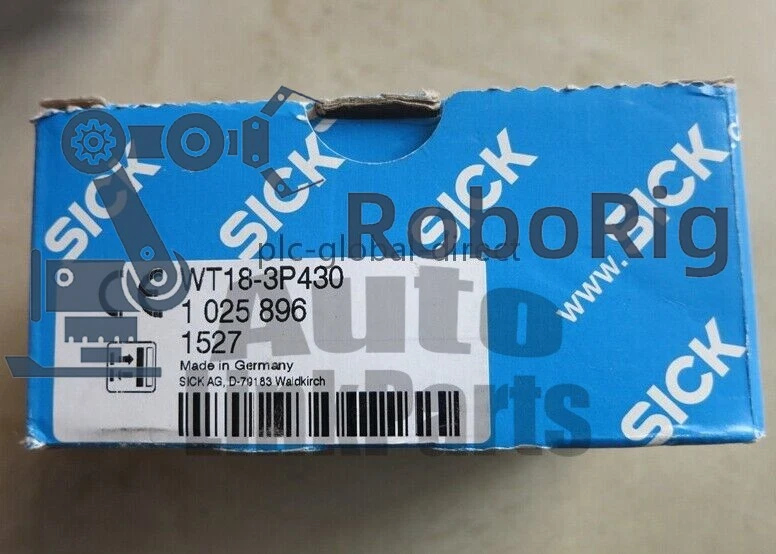 SICK
SICK
SICK
www.SICK
RoboRig
plc-global-direct
WT18-3P430
1 025 896
1527
Made in Germany
SICK AG, D-79183 Waldkirch
Auto
LinkParts
SICK